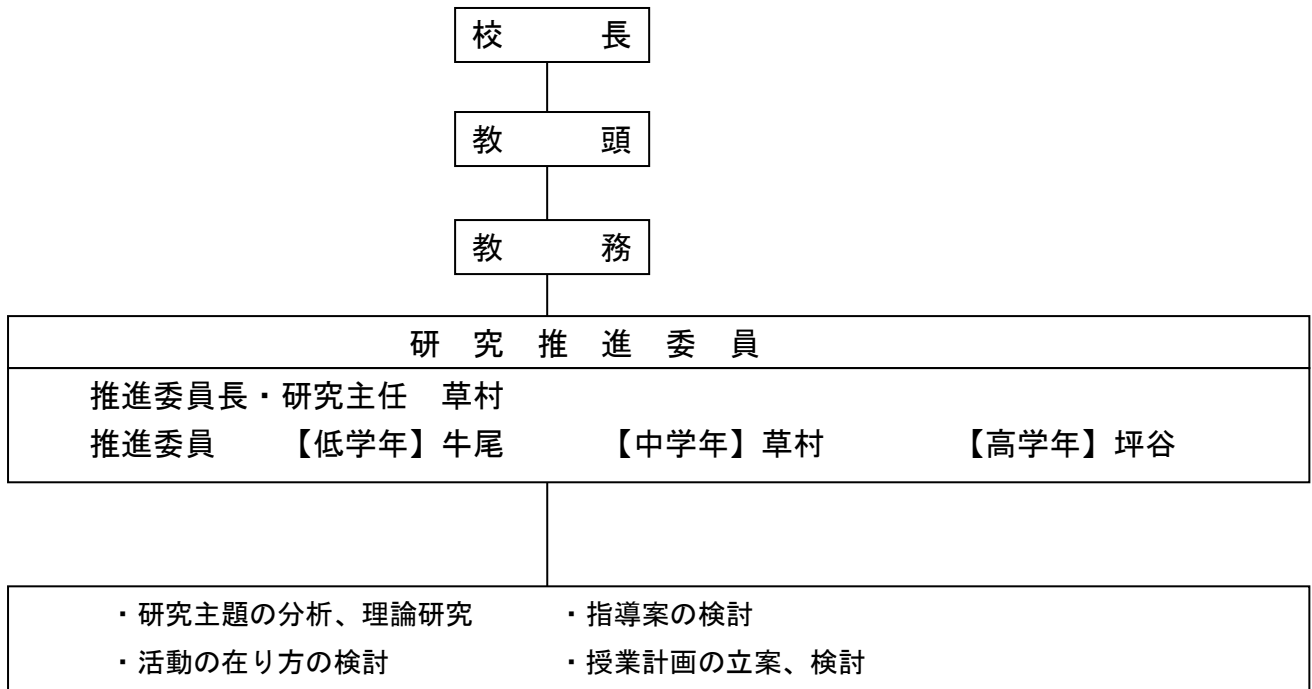 校　　長
教　　頭
教　　務
研　究　推　進　委　員
推進委員長・研究主任　草村
推進委員　　【低学年】牛尾　　　【中学年】草村　　　【高学年】坪谷
・研究主題の分析、理論研究　　　・指導案の検討
・活動の在り方の検討　　　　　　・授業計画の立案、検討